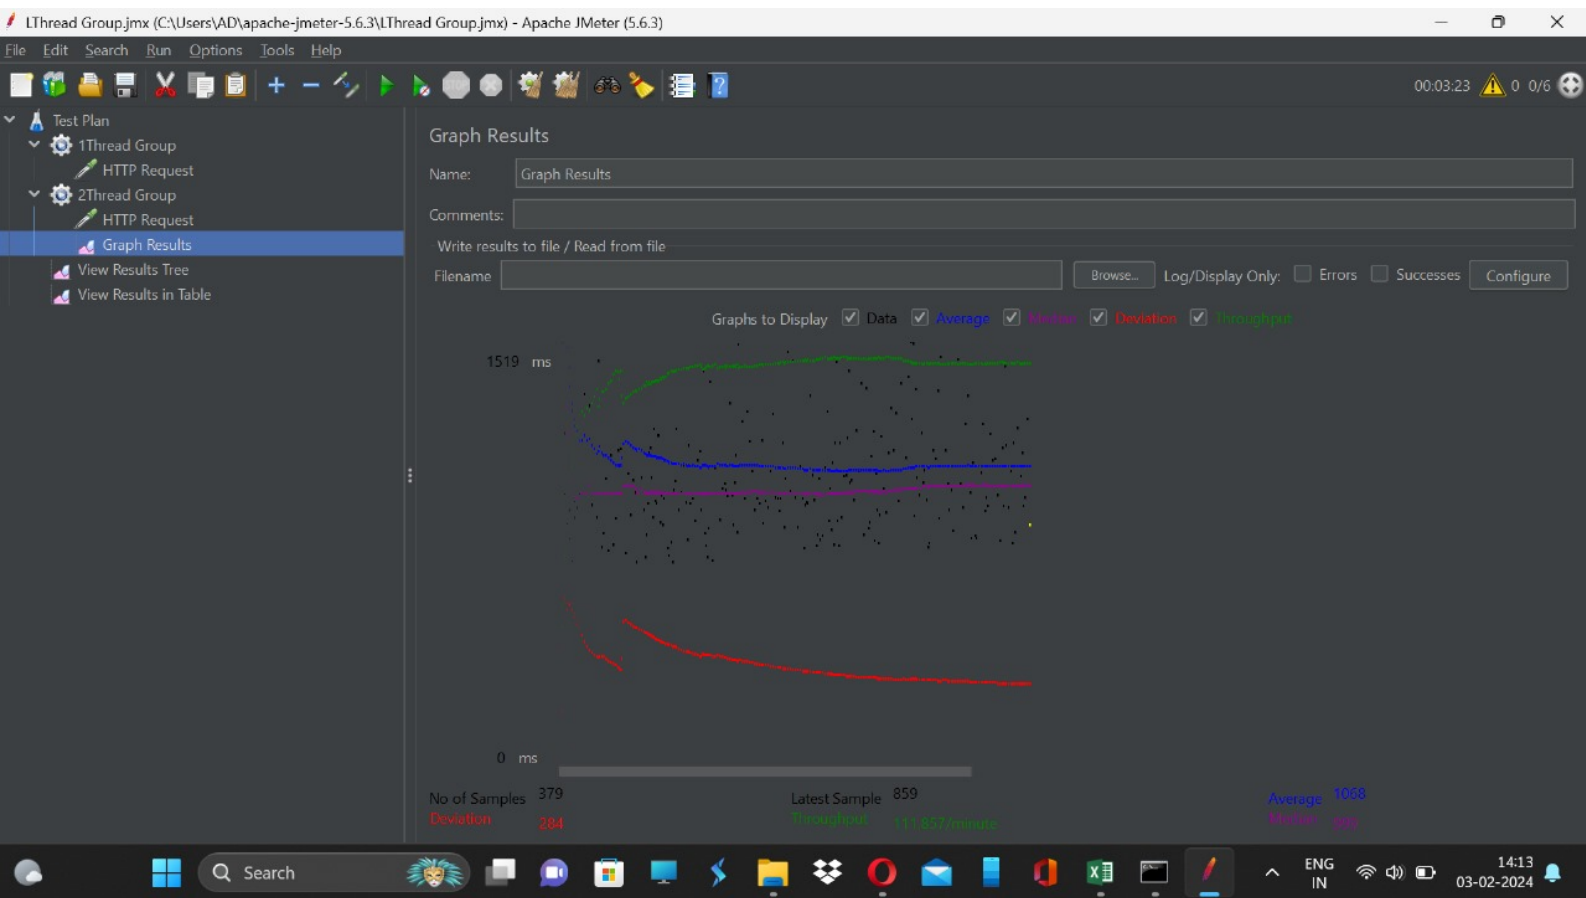 LThread Group.jmx (C:\Users\AD\apache-jmeter-5.6.3\LThread Group.jmx) - Apache JMeter (5.6.3)
File Edit Search Run Options Tools Help
00:03:23 0 0/6
Test Plan
1Thread Group
HTTP Request
2Thread Group
HTTP Request
Graph Results
View Results Tree
View Results in Table
Graph Results
Name: Graph Results
Comments:
Write results to file / Read from file
Filename Browse... Log/Display Only: Errors Successes Configure
Graphs to Display Data Average Median Deviation Throughput
1519 ms
0 ms
No of Samples 379 Latest Sample 859 Average 1068
Deviation 284 Throughput 111.857/minute Median
Search
ENG
IN
14:13
03-02-2024